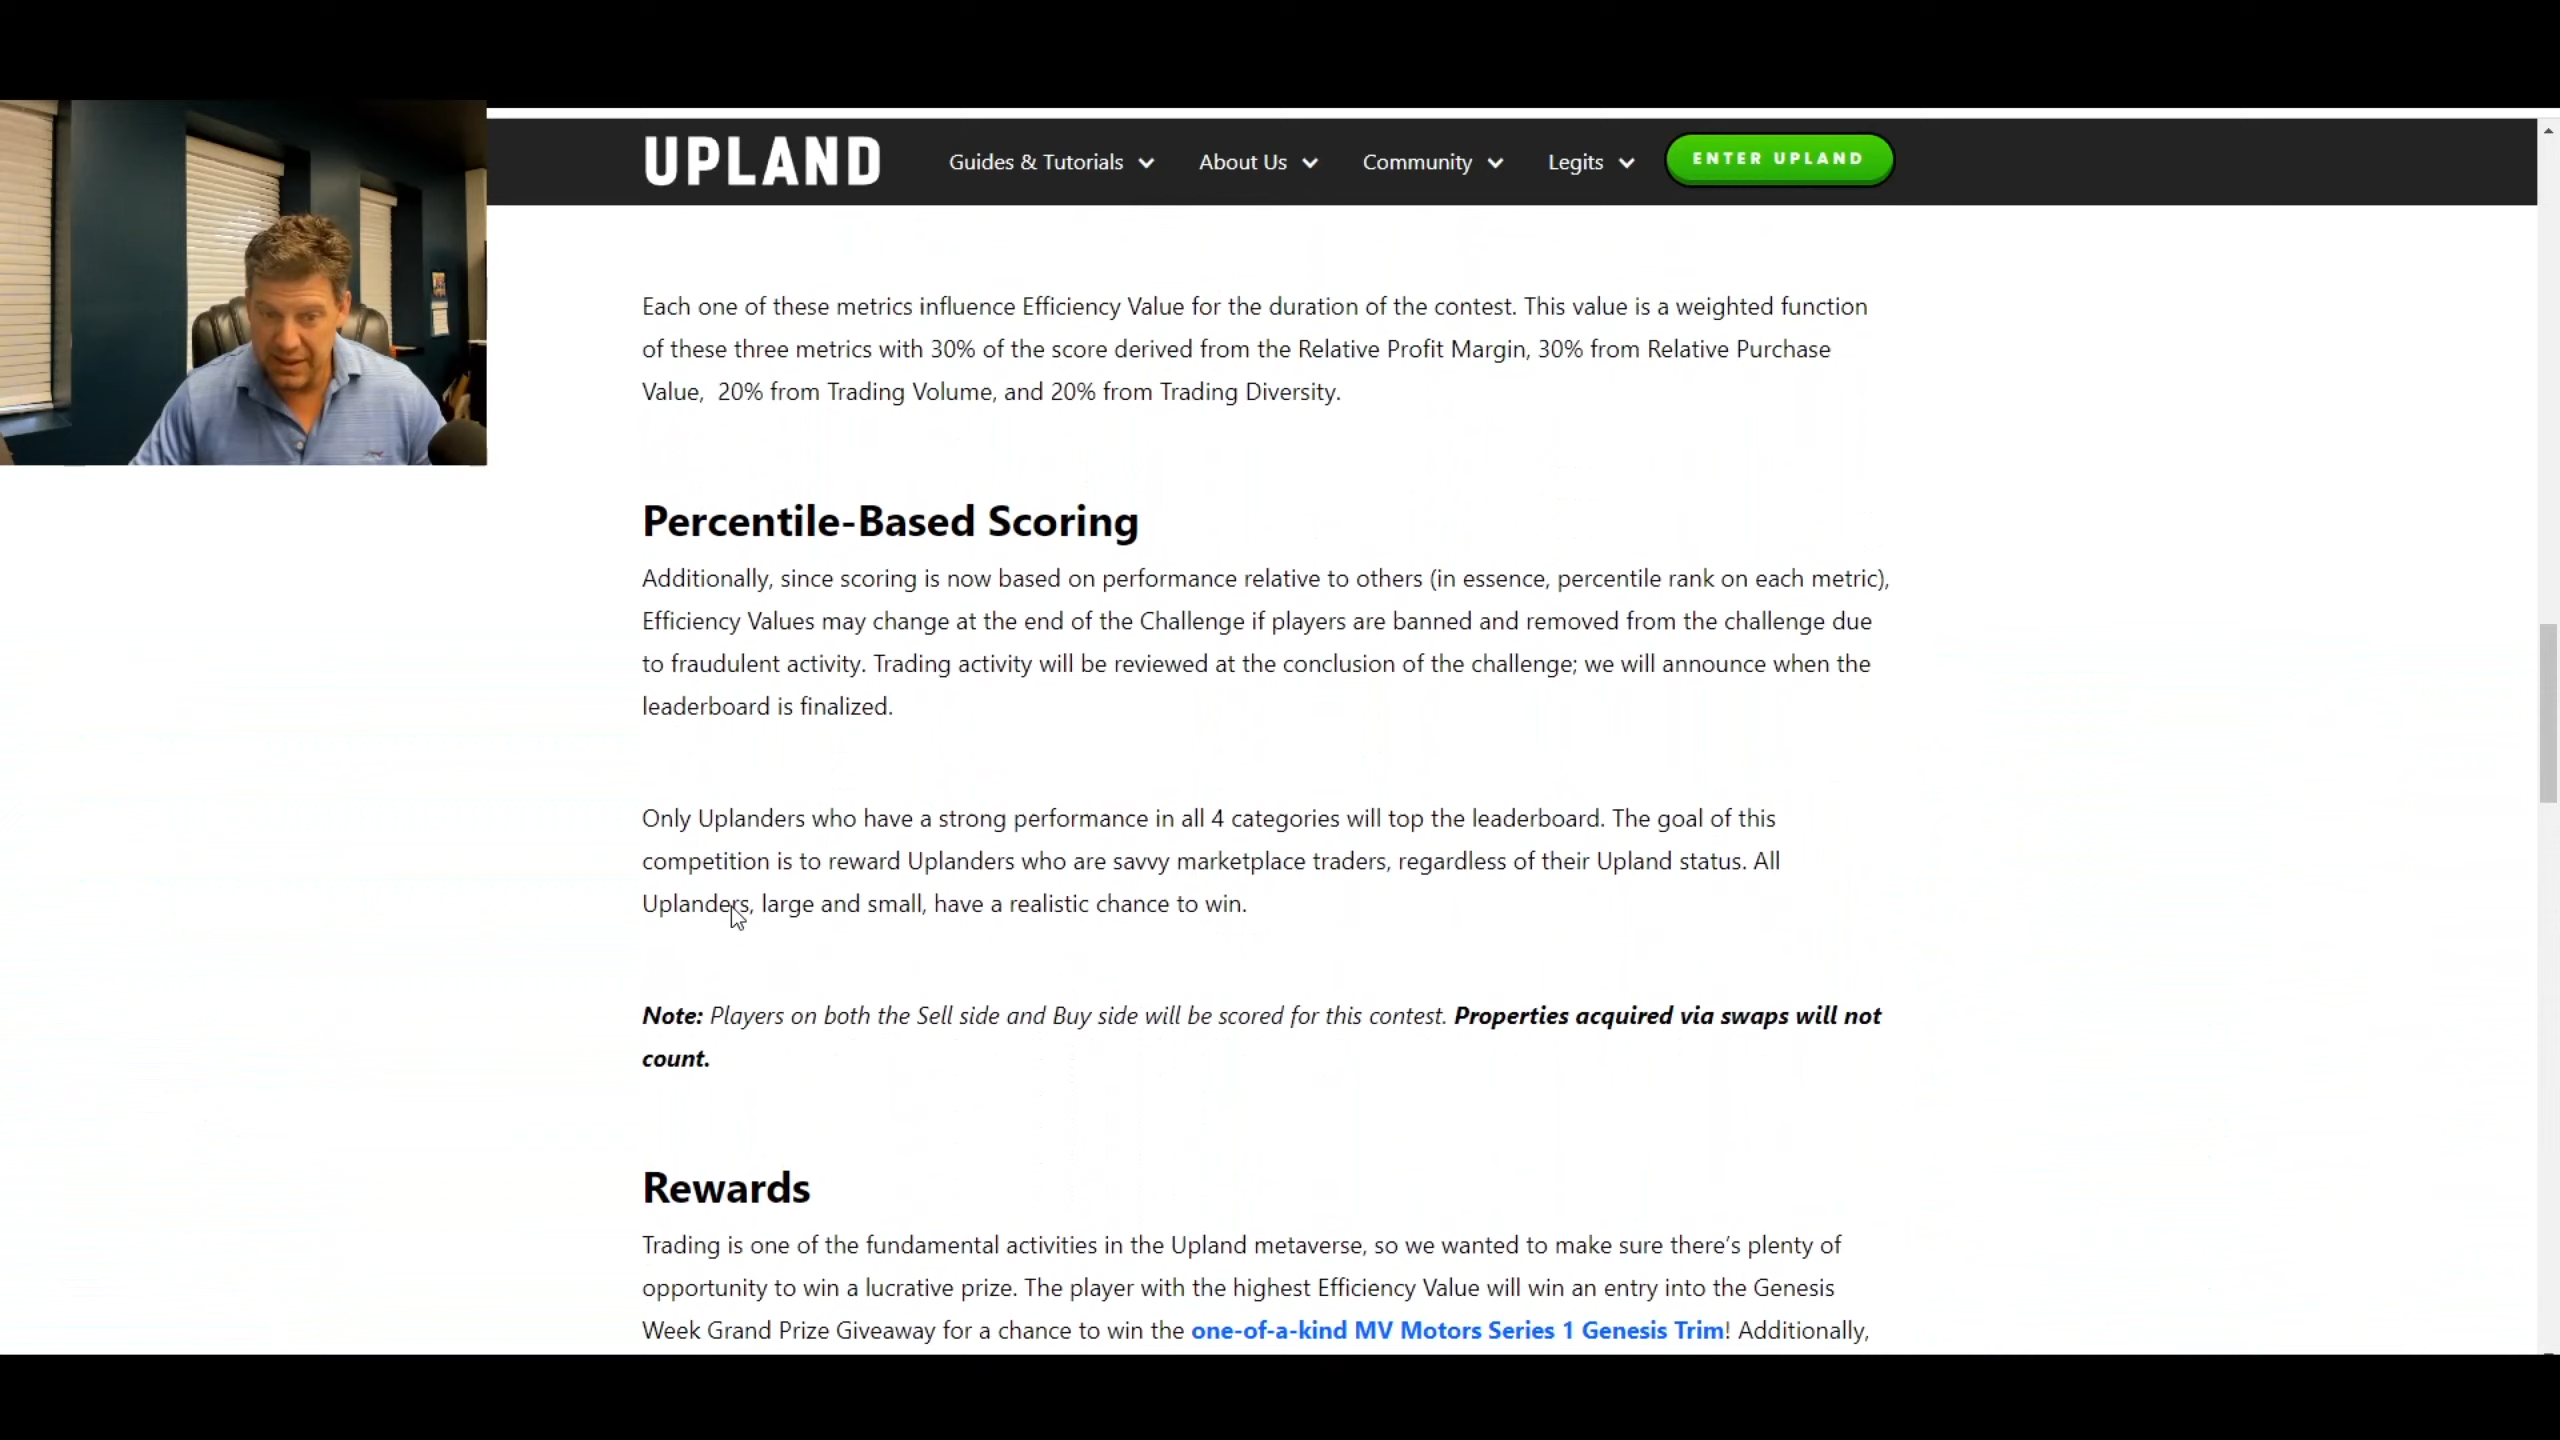 UPLAND
Guides & Tutorials
About Us
Community
Legits
ENTER UPLAND
Each one of these metrics influence Efficiency Value for the duration of the contest. This value is a weighted function
of these three metrics with 30% of the score derived from the Relative Profit Margin, 30% from Relative Purchase
Value, 20% from Trading Volume, and 20% from Trading Diversity.
Percentile-Based Scoring
Additionally, since scoring is now based on performance relative to others (in essence, percentile rank on each metric),
Efficiency Values may change at the end of the Challenge if players are banned and removed from the challenge due
to fraudulent activity. Trading activity will be reviewed at the conclusion of the challenge; we will announce when the
leaderboard is finalized.
Only Uplanders who have a strong performance in all 4 categories will top the leaderboard. The goal of this
competition is to reward Uplanders who are savvy marketplace traders, regardless of their Upland status. All
Uplanders, large and small, have a realistic chance to win.
Note: Players on both the Sell side and Buy side will be scored for this contest. Properties acquired via swaps will not
count.
Rewards
Trading is one of the fundamental activities in the Upland metaverse, so we wanted to make sure there's plenty of
opportunity to win a lucrative prize. The player with the highest Efficiency Value will win an entry into the Genesis
Week Grand Prize Giveaway for a chance to win the one-of-a-kind MV Motors Series 1 Genesis Trim! Additionally,